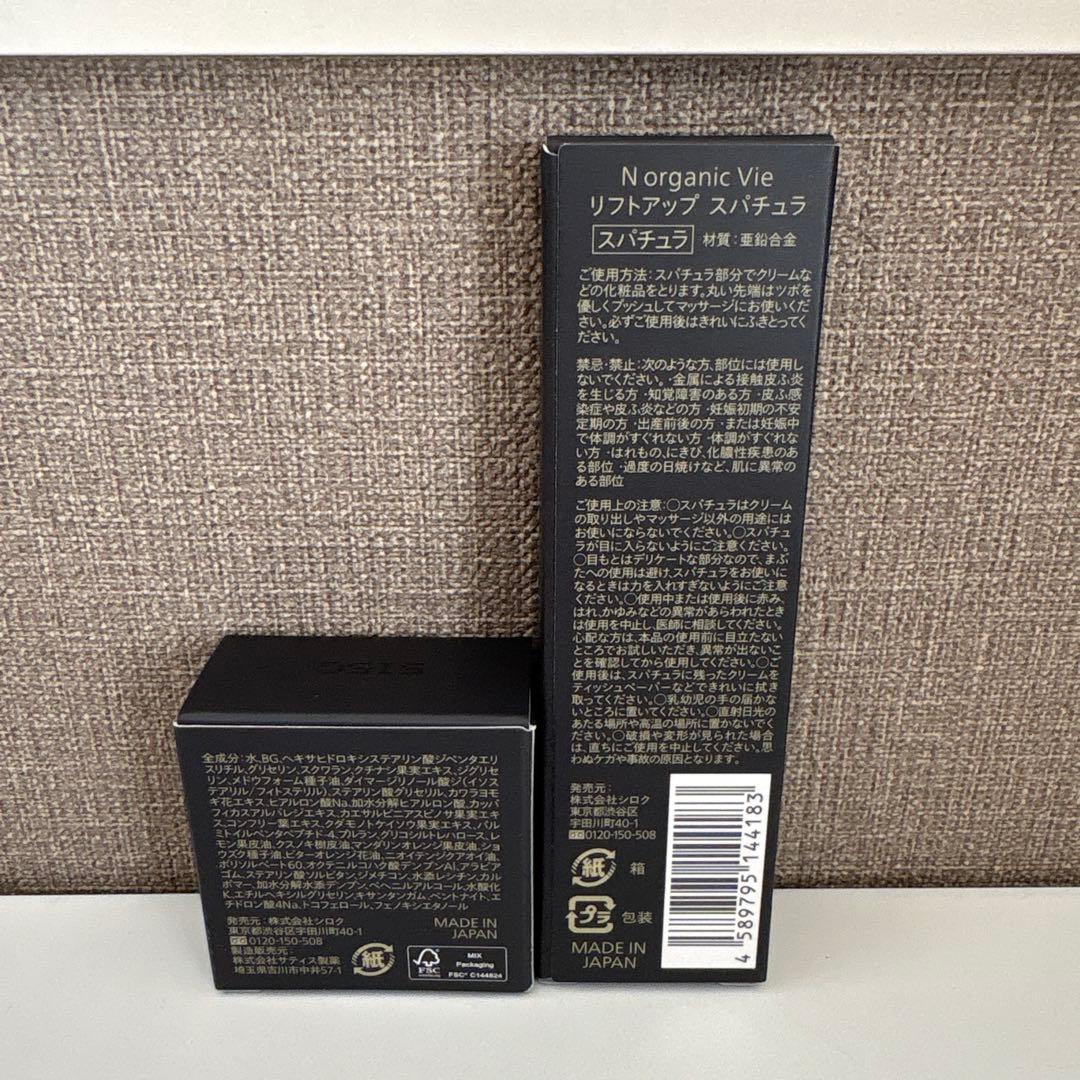 N organic Vie
リフトアップ スパチュラ
スパチュラ 材質:亜鉛合金
ご使用方法:スパチュラ部分でクリームな
どの化粧品をとります。丸い先端はツボを
優しくプッシュしてマッサージにお使いくだ
さい。必ずご使用後はきれいにふきとってく
ださい。
禁忌・禁止:次のような方、部位には使用し
ないでください。・金属による接触皮ふ炎
を生じる方・知覚障害のある方・皮ふ感
染症や皮ふ炎などの方・妊娠初期の不安
定期の方・出産前後の方・または妊娠中
で体調がすぐれない方・体調がすぐれな
い方・はれもの、にきび、化膿性疾患のあ
る部位・過度の日焼けなど、肌に異常の
ある部位
ご使用上の注意:○スパチュラはクリーム
の取り出しやマッサージ以外の用途には
お使いにならないでください。○スパチュ
ラが目に入らないようにご注意ください。
○目もとはデリケートな部分なので、まぶ
たへの使用は避け、スパチュラをお使いに
なるときは力を入れすぎないようにご注意
ください。○使用中または使用後に赤み、
はれ、かゆみなどの異常があらわれたとき
は使用を中止し、医師に相談してください。
心配な方は、本品の使用前に目立たない
ところでお試しいただき、異常が出ないこ
とを確認してから使用してください。○ご
使用後は、スパチュラに残ったクリームを
ティッシュペーパーなどできれいに拭き
取ってください。○乳幼児の手の届かな
いところに置いてください。○直射日光の
あたる場所や高温の場所に置かないでく
ださい。○破損や変形が見られた場合
は、直ちにご使用を中止してください。思
わぬケガや事故の原因となります。
発売元:
株式会社シロク
東京都渋谷区
宇田川町40-1
0120-150-508
紙 箱
プラ 包装
MADE IN
JAPAN
4 589795 144183
全成分:水、BG、ヘキサヒドロキシステアリン酸ジペンタエリ
スリチル、グリセリン、スクワラン、クチナシ果実エキス、ジグリセ
リン、メドウフォーム種子油、ダイマージリノール酸ジ(イソス
テアリル/フィトステリル)、ステアリン酸グリセリル、カワラヨモ
ギ花エキス、ヒアルロン酸Na、加水分解ヒアルロン酸、カッパ
フィカスアルバレジエキス、カエサルピニアスピノサ果実エキ
ス、コンフリー葉エキス、クダモノトケイソウ果実エキス、パル
ミトイルペンタペプチド-4、プルラン、グリコシルトレハロース、レ
モン果皮油、クスノキ樹皮油、マンダリンオレンジ果皮油、ショ
ウズク種子油、ビターオレンジ花油、ニオイテンジクアオイ油、
ポリソルベート60、オクテニルコハク酸デンプンAl、アラビア
ゴム、ステアリン酸ソルビタン、ジメチコン、水添レシチン、カル
ボマー、加水分解水添デンプン、ベヘニルアルコール、水酸化
K、エチルヘキシルグリセリン、キサンタンガム、ベントナイト、エ
チドロン酸4Na、トコフェロール、フェノキシエタノール
発売元:株式会社シロク
東京都渋谷区宇田川町40-1
0120-150-508
製造販売元:
株式会社サティス製薬
埼玉県吉川市中井57-1
MADE IN
JAPAN
紙
FSC
MIX
Packaging
FSC® C144824